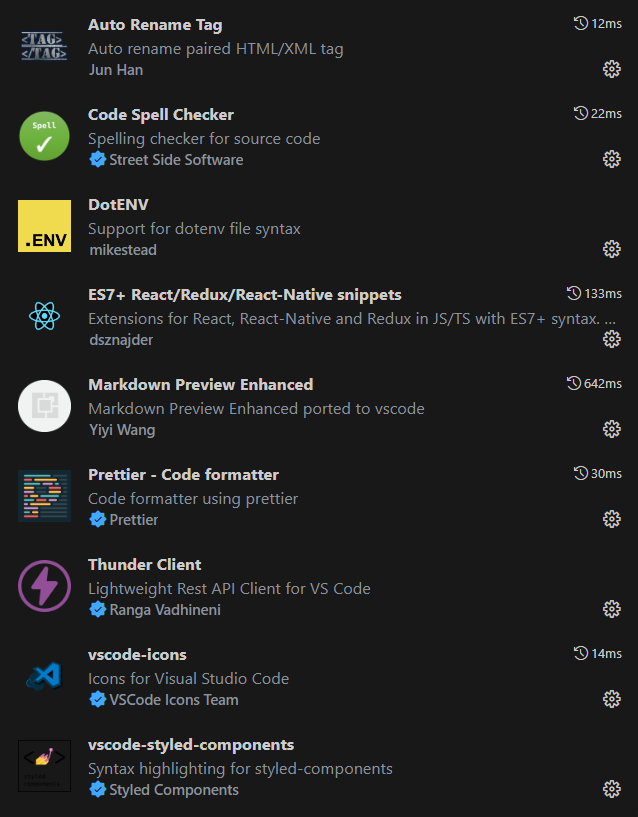 <TAG>
</TAG>
Auto Rename Tag
12ms
Auto rename paired HTML/XML tag
Jun Han
Spell
Code Spell Checker
22ms
Spelling checker for source code
Street Side Software
.ENV
DotENV
Support for dotenv file syntax
mikestead
ES7+ React/Redux/React-Native snippets
133ms
Extensions for React, React-Native and Redux in JS/TS with ES7+ syntax. ...
dsznajder
Markdown Preview Enhanced
642ms
Markdown Preview Enhanced ported to vscode
Yiyi Wang
Prettier - Code formatter
30ms
Code formatter using prettier
Prettier
Thunder Client
Lightweight Rest API Client for VS Code
Ranga Vadhineni
vscode-icons
14ms
Icons for Visual Studio Code
VSCode Icons Team
styled
components
vscode-styled-components
Syntax highlighting for styled-components
Styled Components